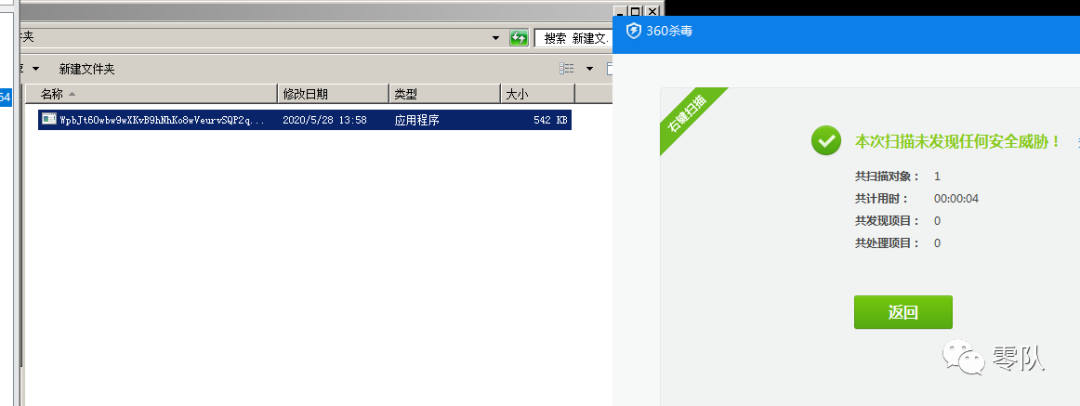 夹
搜索 新建文.
新建文件夹
54
名称
修改日期
类型
大小
WpbJt6Owbw9wXKvB9hNhKo8wVeurvSQP2q...
2020/5/28 13:58
应用程序
542 KB
360杀毒
右键扫描
本次扫描未发现任何安全威胁！
共扫描对象： 1
共计用时： 00:00:04
共发现项目： 0
共处理项目： 0
返回
零队